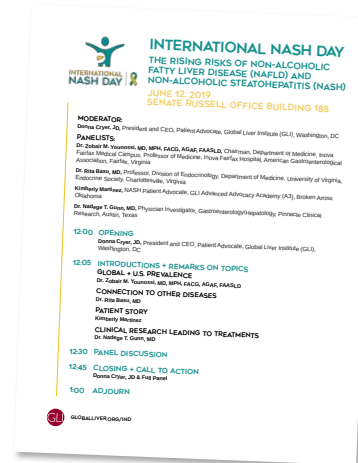 INTERNATIONAL
NASH DAY
INTERNATIONAL NASH DAY
THE RISING RISKS OF NON-ALCOHOLIC
FATTY LIVER DISEASE (NAFLD) AND
NON-ALCOHOLIC STEATOHEPATITIS (NASH)
JUNE 12, 2019
SENATE RUSSELL OFFICE BUILDING 188
MODERATOR:
Donna Cryer, JD, President and CEO, Patient Advocate, Global Liver Institute (GLI), Washington, DC
PANELISTS:
Dr. Zobair M. Younossi, MD, MPH, FACG, AGAF, FAASLD, Chairman, Department of Medicine, Inova
Fairfax Medical Campus, Professor of Medicine, Inova Fairfax Hospital, American Gastroenterological
Association, Fairfax, Virginia
Dr. Rita Basu, MD, Professor, Division of Endocrinology, Department of Medicine, University of Virginia,
Endocrine Society, Charlottesville, Virginia
Kimberly Martinez, NASH Patient Advocate, GLI Advanced Advocacy Academy (A3), Broken Arrow,
Oklahoma
Dr. Nadege T. Gunn, MD, Physician Investigator, Gastroenterology/Hepatology, Pinnacle Clinical
Research, Austin, Texas
12:00 OPENING
Donna Cryer, JD, President and CEO, Patient Advocate, Global Liver Institute (GLI),
Washington, DC
12:05 INTRODUCTIONS + REMARKS ON TOPICS
GLOBAL + U.S. PREVALENCE
Dr. Zobair M. Younossi, MD, MPH, FACG, AGAF, FAASLD
CONNECTION TO OTHER DISEASES
Dr. Rita Basu, MD
PATIENT STORY
Kimberly Martinez
CLINICAL RESEARCH LEADING TO TREATMENTS
Dr. Nadege T. Gunn, MD
12:30 PANEL DISCUSSION
12:45 CLOSING + CALL TO ACTION
Donna Cryer, JD & Full Panel
1:00 ADJOURN
GLI GLOBALLIVER.ORG/IND